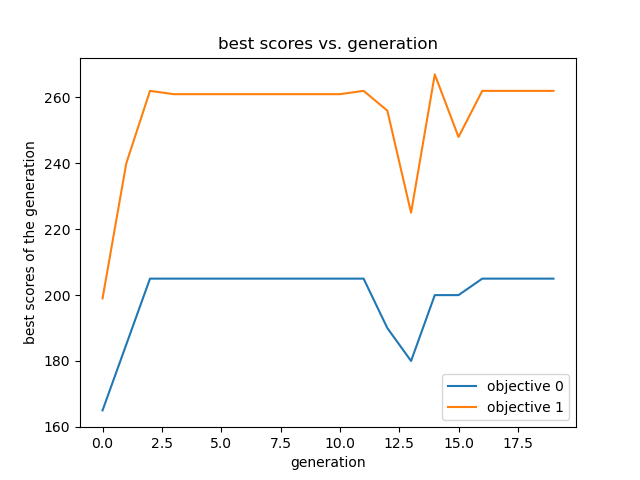 best scores vs. generation
best scores of the generation
260
240
220
200
180
160
0.0 2.5 5.0 7.5 10.0 12.5 15.0 17.5
generation
objective 0
objective 1